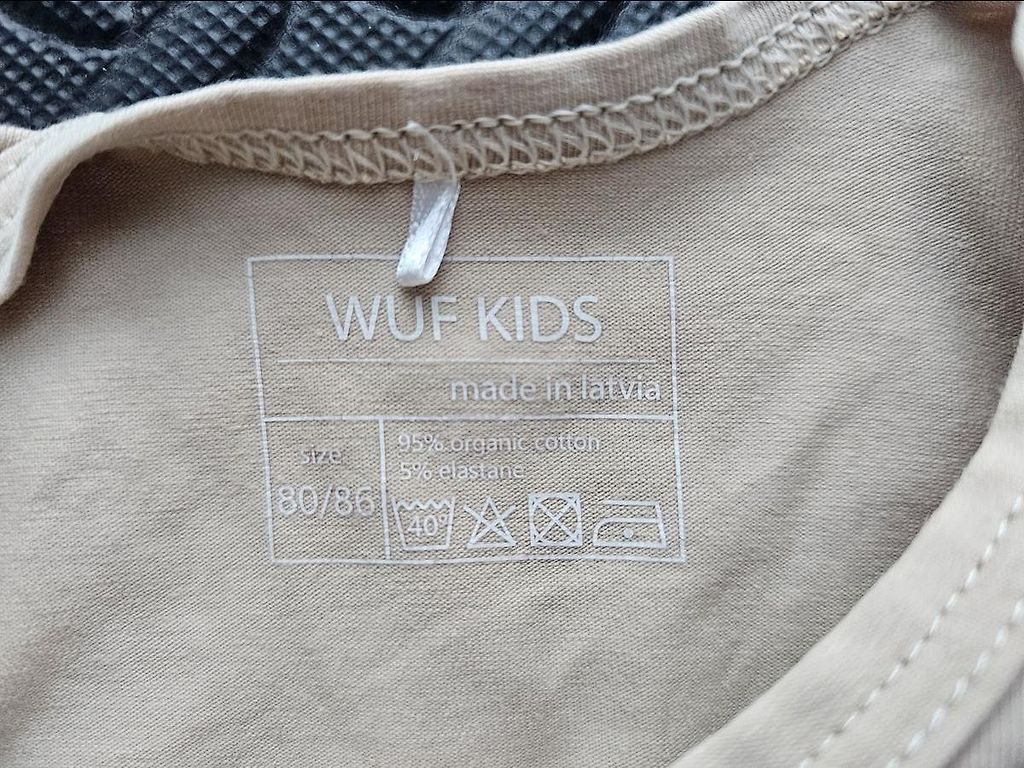 WUF KIDS
made in latvia
size
80/86
95% organic cotton
5% elastane
40°